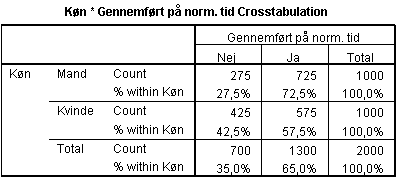 Køn * Gennemført på norm. tid Crosstabulation
Gennemført på norm. tid
Nej Ja Total
Køn Mand Count 275 725 1000
% within Køn 27,5% 72,5% 100,0%
Kvinde Count 425 575 1000
% within Køn 42,5% 57,5% 100,0%
Total Count 700 1300 2000
% within Køn 35,0% 65,0% 100,0%